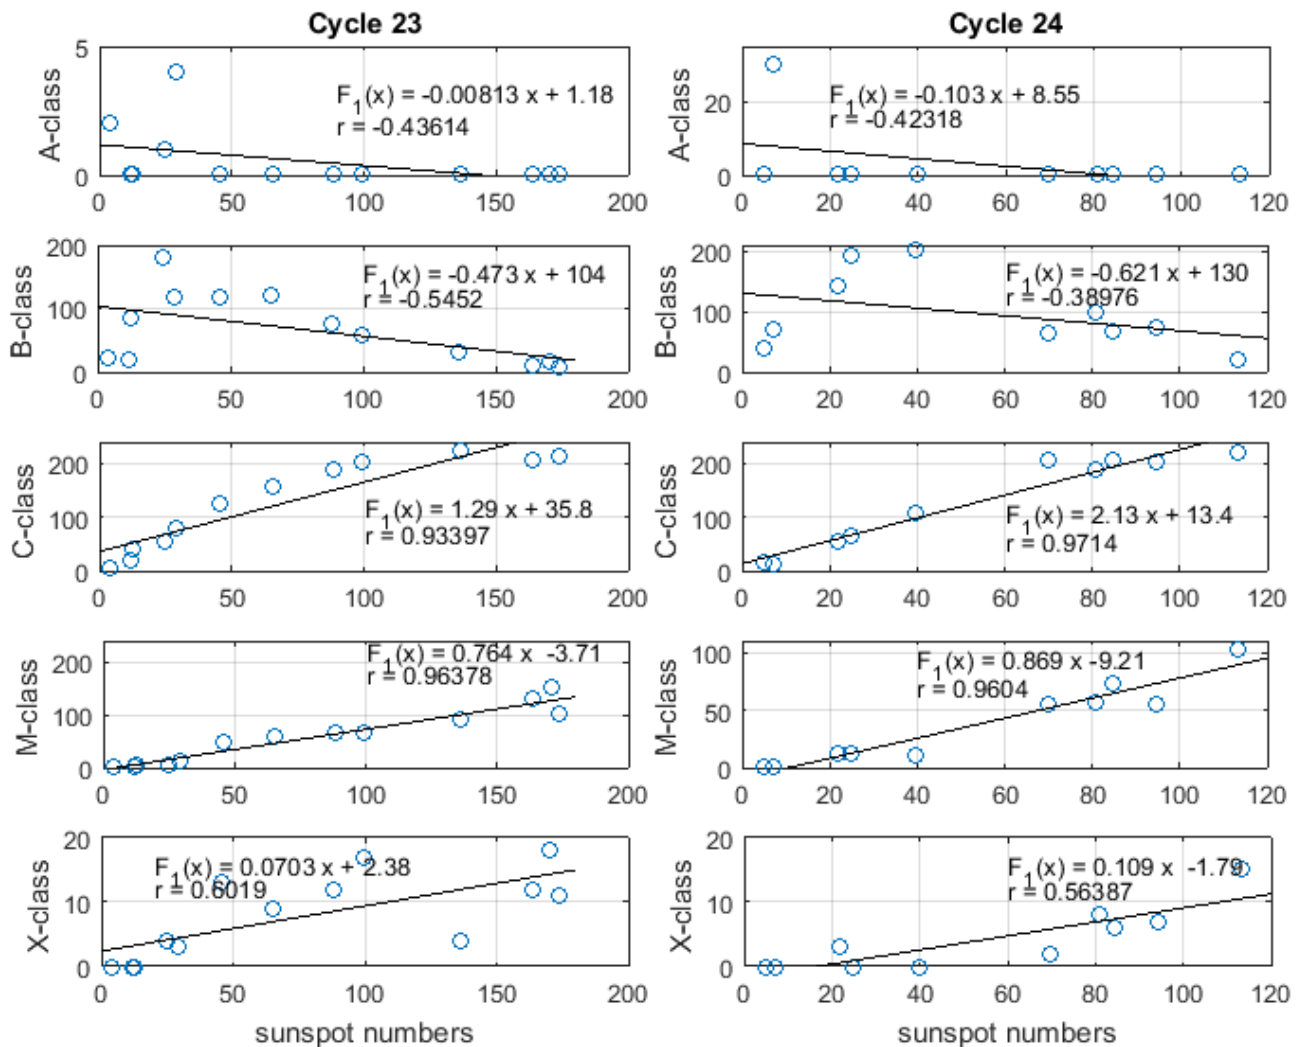 Cycle 23
Cycle 24
A-class
5
0
F1(x) = -0.00813 x + 1.18
r = -0.43614
0 50 100 150 200
A-class
20
0
F1(x) = -0.103 x + 8.55
r = -0.42318
0 20 40 60 80 100 120
B-class
200
100
0
F1(x) = -0.473 x + 104
r = -0.5452
0 50 100 150 200
B-class
200
100
0
F1(x) = -0.621 x + 130
r = -0.38976
0 20 40 60 80 100 120
C-class
200
100
0
F1(x) = 1.29 x + 35.8
r = 0.93397
0 50 100 150 200
C-class
200
100
0
F1(x) = 2.13 x + 13.4
r = 0.9714
0 20 40 60 80 100 120
M-class
200
100
0
F1(x) = 0.764 x -3.71
r = 0.96378
0 50 100 150 200
M-class
100
50
0
F1(x) = 0.869 x -9.21
r = 0.9604
0 20 40 60 80 100 120
X-class
20
10
0
F1(x) = 0.0703 x + 2.38
r = 0.6019
0 50 100 150 200
sunspot numbers
X-class
20
10
0
F1(x) = 0.109 x -1.79
r = 0.56387
0 20 40 60 80 100 120
sunspot numbers